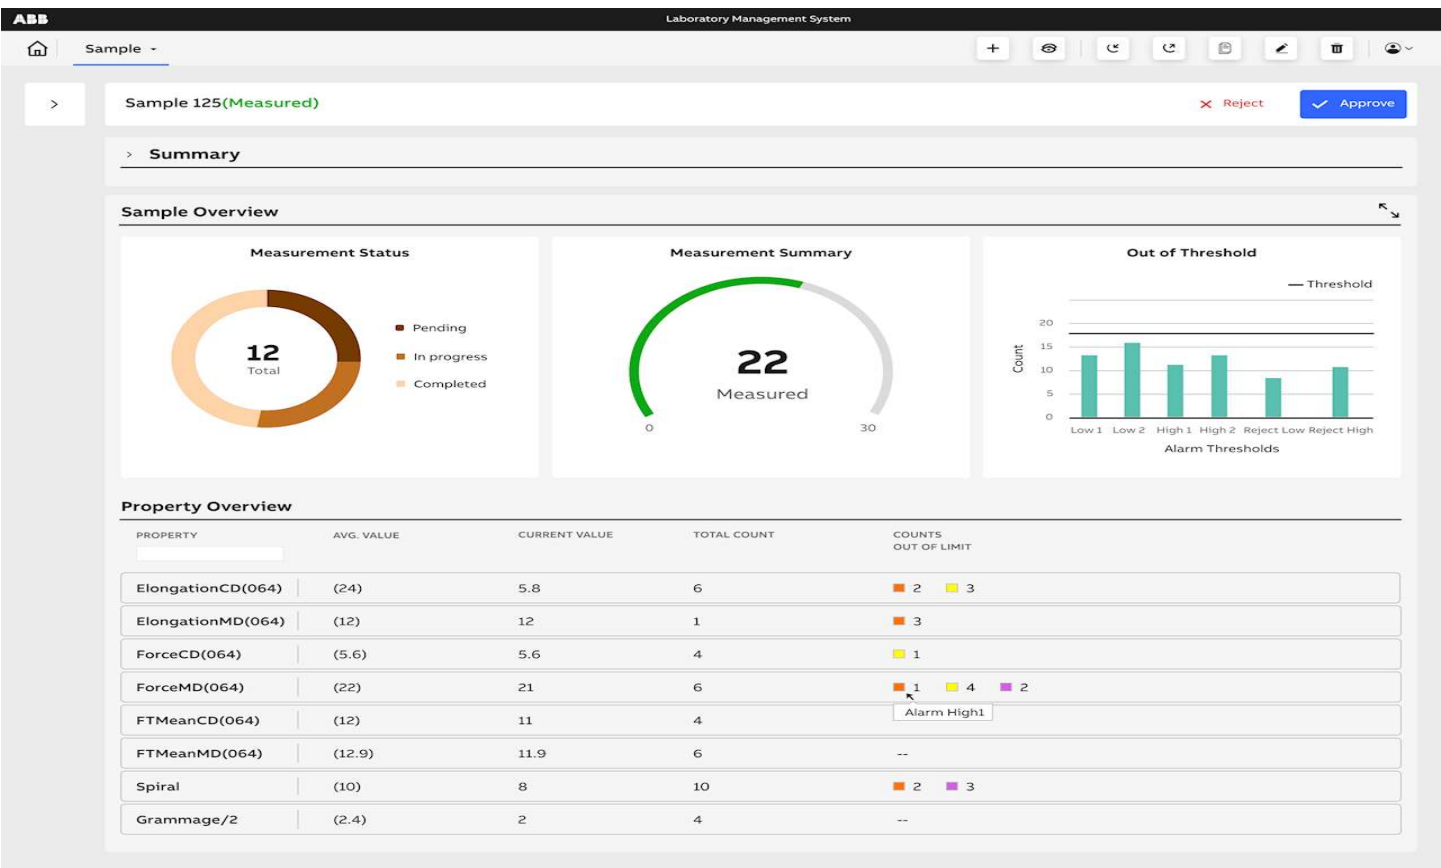 ABB
Laboratory Management System
Sample
Sample 125(Measured)
Reject
Approve
Summary
Sample Overview
Measurement Status
12
Total
Pending
In progress
Completed
Measurement Summary
22
Measured
0
30
Out of Threshold
Threshold
Count
20
15
10
5
0
Low 1 Low 2 High 1 High 2 Reject Low Reject High
Alarm Thresholds
Property Overview
PROPERTY AVG. VALUE CURRENT VALUE TOTAL COUNT COUNTS
OUT OF LIMIT
ElongationCD(064) (24) 5.8 6 2 3
ElongationMD(064) (12) 12 1 3
ForceCD(064) (5.6) 5.6 4 1
ForceMD(064) (22) 21 6 1 4 2
Alarm High1
FTMeanCD(064) (12) 11 4
FTMeanMD(064) (12.9) 11.9 6 --
Spiral (10) 8 10 2 3
Grammage/2 (2.4) 2 4 --